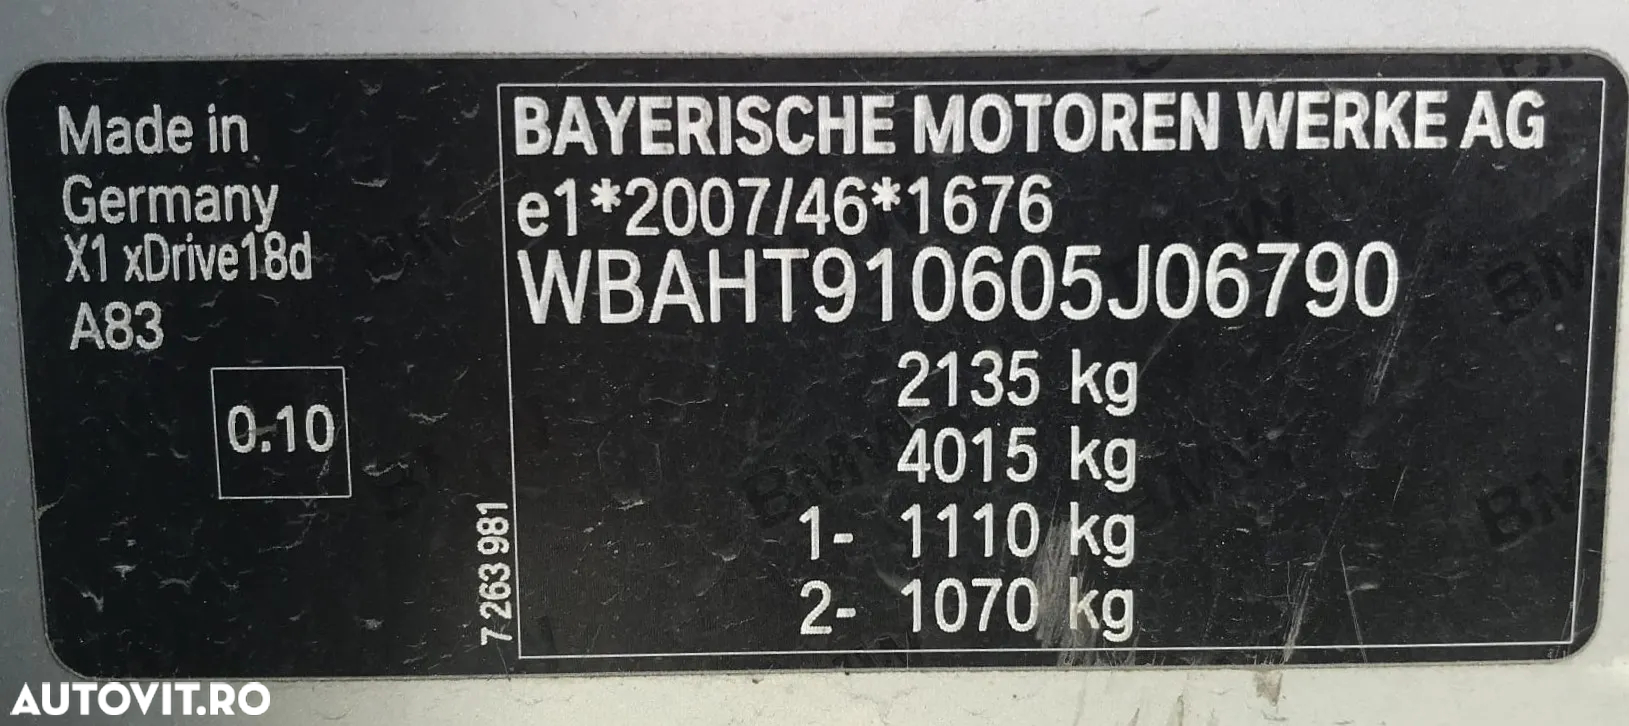 Made in
Germany
X1 xDrive18d
A83
0.10
7 263 981
BAYERISCHE MOTOREN WERKE AG
e1*2007/46*1676
WBAHT910605J06790
2135 kg
4015 kg
1- 1110 kg
2- 1070 kg
AUTOVIT.RO